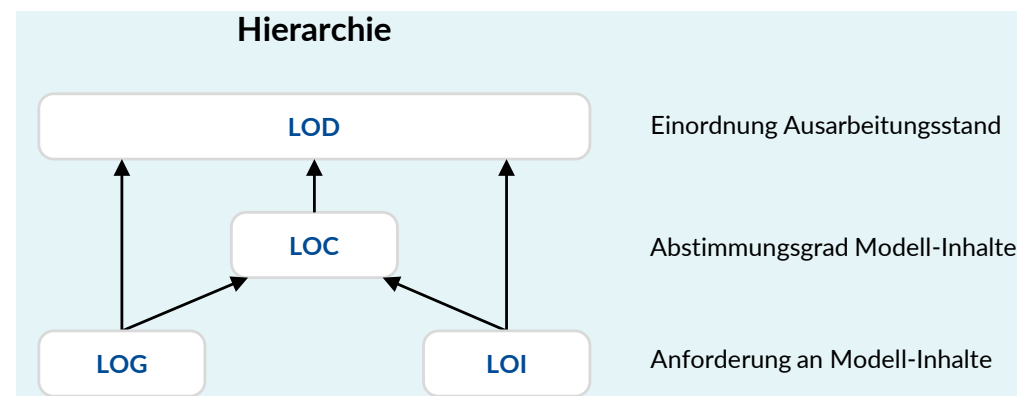 Hierarchie
LOD
Einordnung Ausarbeitungsstand
LOC
Abstimmungsgrad Modell-Inhalte
LOG
LOI
Anforderung an Modell-Inhalte